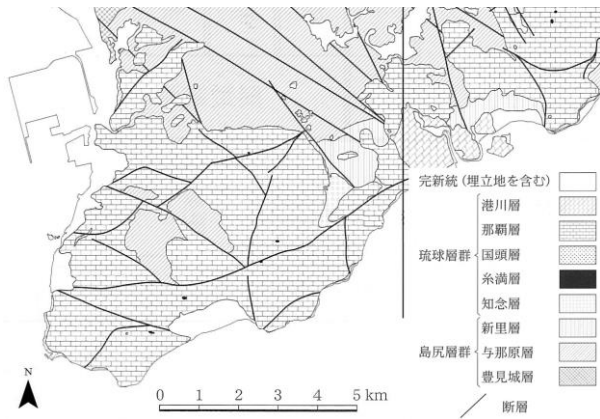 完新統 (埋立地を含む)
港川層
那覇層
琉球層群
国頭層
糸満層
知念層
新里層
島尻層群
与那原層
豊見城層
断層
N
0 1 2 3 4 5 km